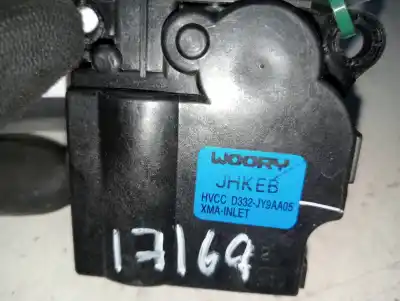 WOORY
JHKEB
HVCC D332-JY9AA05
XMA-INLET
17169